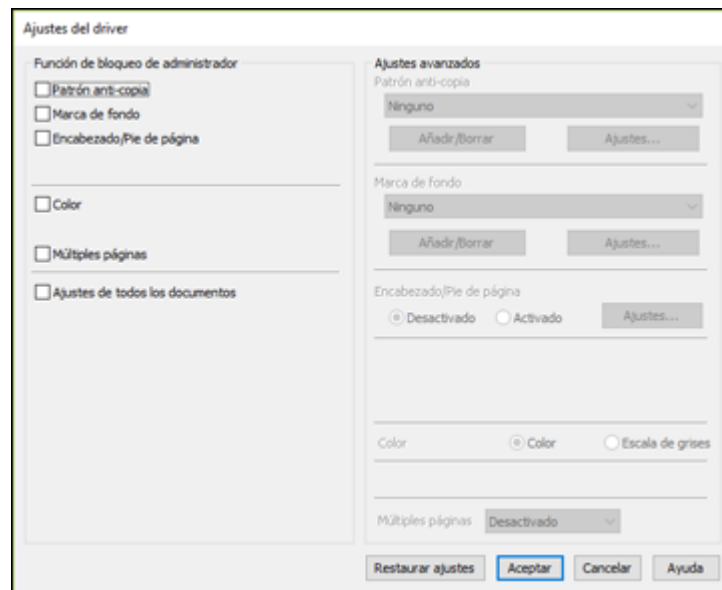 Ajustes del driver
Función de bloqueo de administrador
Patrón anti-copia
Marca de fondo
Encabezado/Pie de página
Color
Múltiples páginas
Ajustes de todos los documentos
Ajustes avanzados
Patrón anti-copia
Ninguno
Añadir/Borrar Ajustes...
Marca de fondo
Ninguno
Añadir/Borrar Ajustes...
Encabezado/Pie de página
Desactivado Activado Ajustes...
Color Color Escala de grises
Múltiples páginas Desactivado
Restaurar ajustes Aceptar Cancelar Ayuda